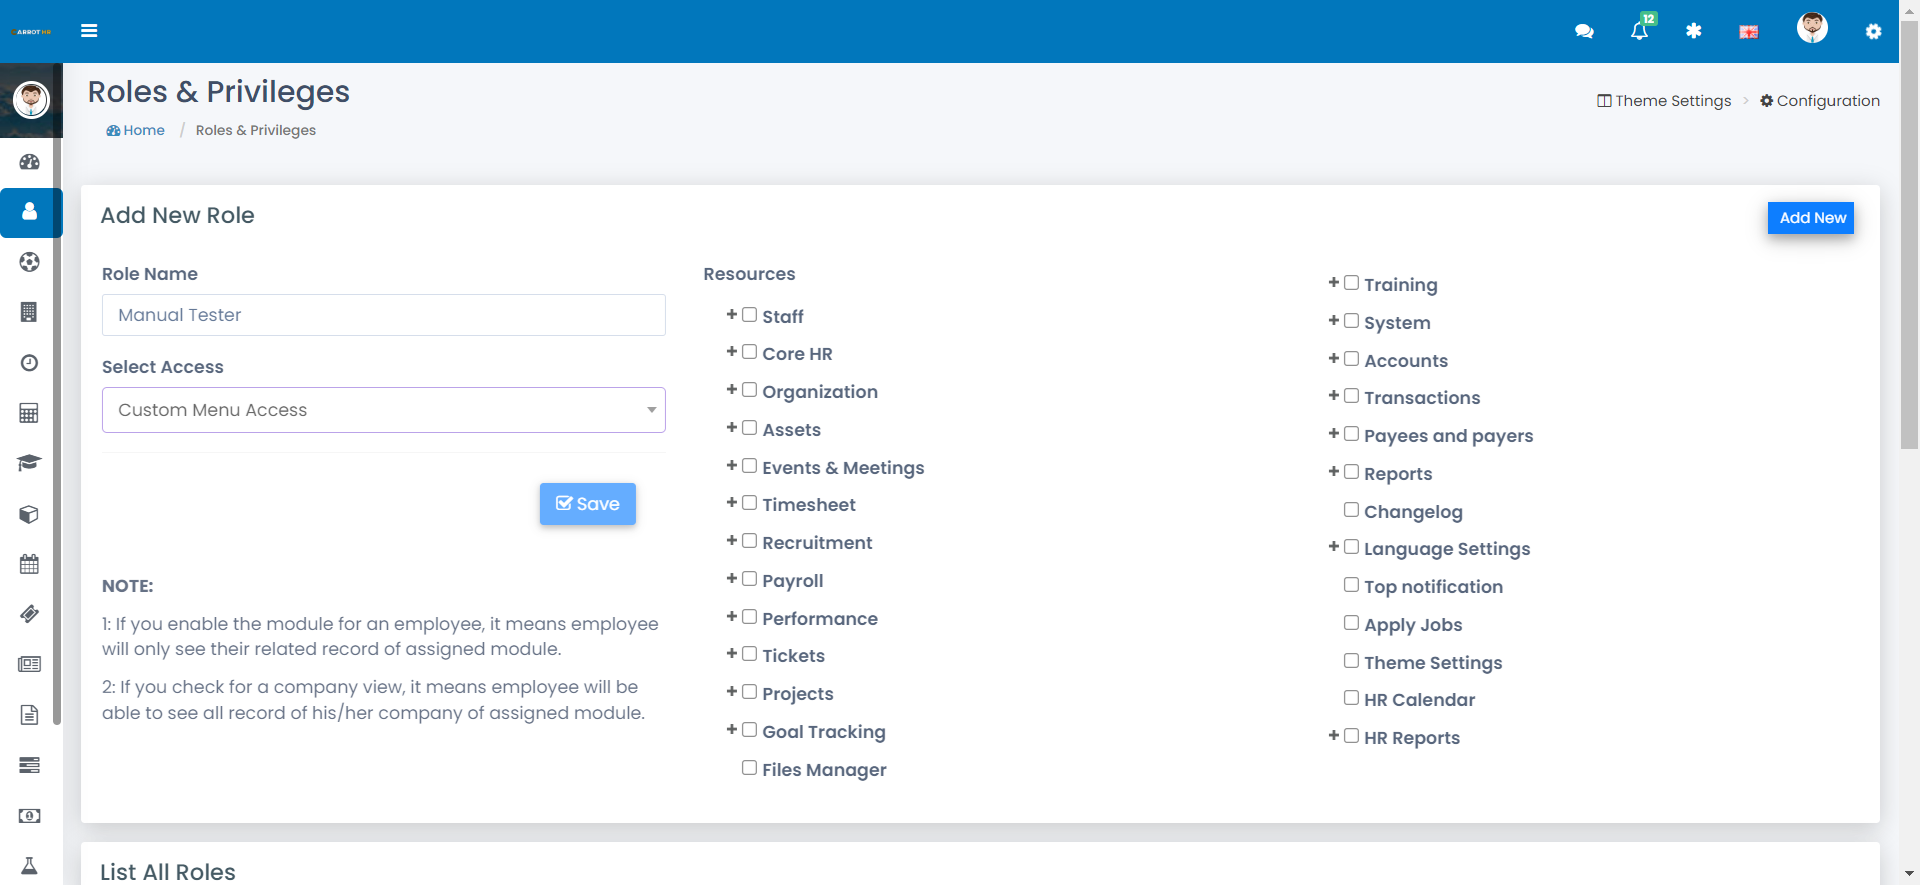 ARBOT HR
12
Roles & Privileges
Theme Settings > Configuration
Home / Roles & Privileges
Add New Role
Add New
Role Name
Manual Tester
Select Access
Custom Menu Access
Save
NOTE:
1: If you enable the module for an employee, it means employee
will only see their related record of assigned module.
2: If you check for a company view, it means employee will be
able to see all record of his/her company of assigned module.
Resources
+ Staff
+ Core HR
+ Organization
+ Assets
+ Events & Meetings
+ Timesheet
+ Recruitment
+ Payroll
+ Performance
+ Tickets
+ Projects
+ Goal Tracking
Files Manager
+ Training
+ System
+ Accounts
+ Transactions
+ Payees and payers
+ Reports
Changelog
+ Language Settings
Top notification
Apply Jobs
Theme Settings
HR Calendar
+ HR Reports
List All Roles